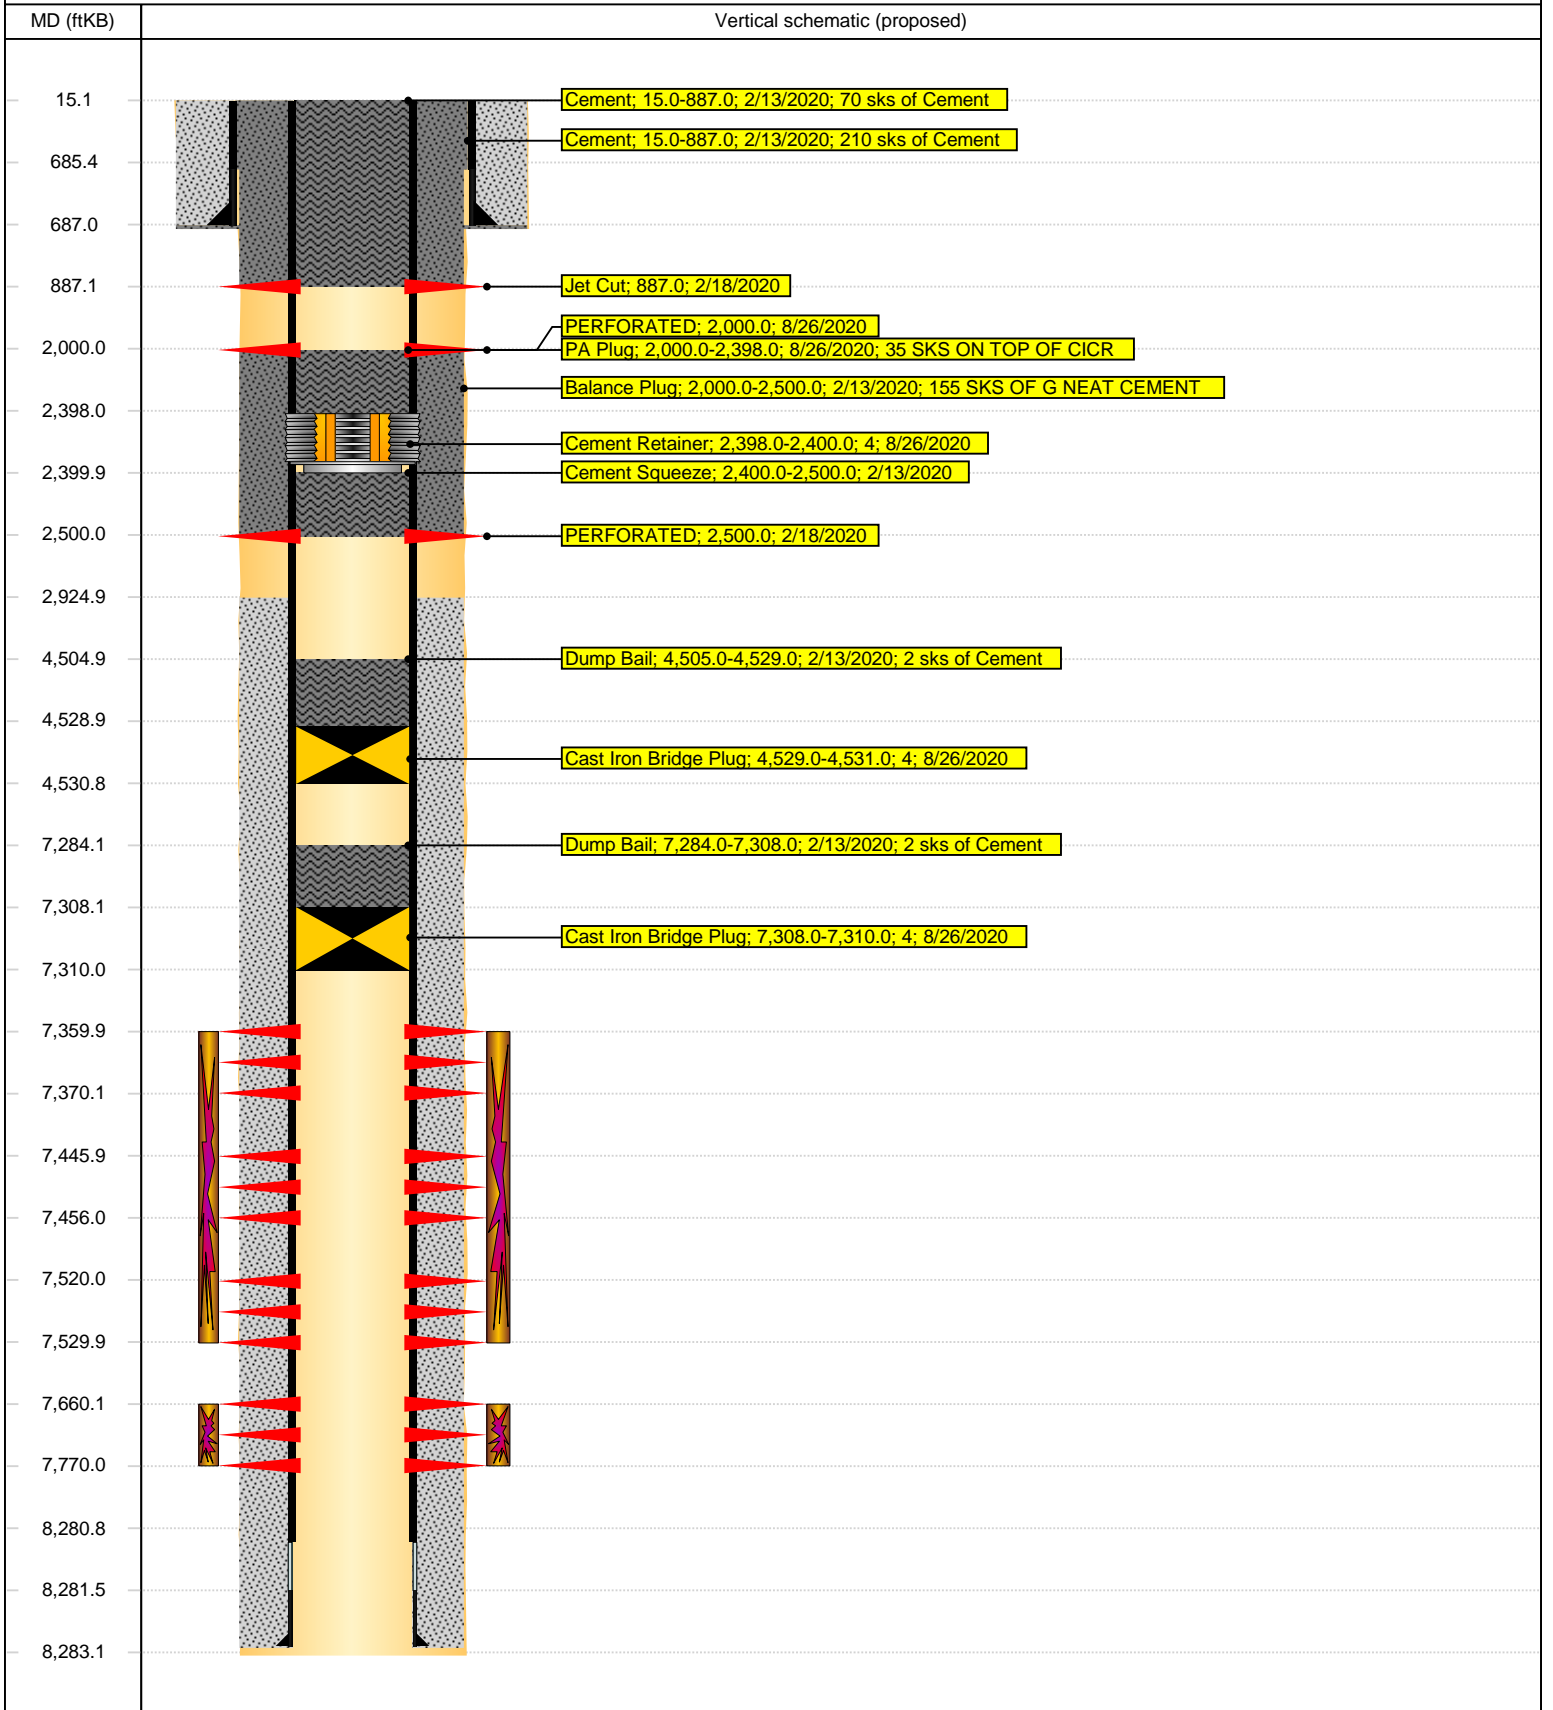 MD (ftKB)
Vertical schematic (proposed)
15.1
Cement; 15.0-887.0; 2/13/2020; 70 sks of Cement
Cement; 15.0-887.0; 2/13/2020; 210 sks of Cement
685.4
687.0
887.1
Jet Cut; 887.0; 2/18/2020
PERFORATED; 2,000.0; 8/26/2020
2,000.0
PA Plug; 2,000.0-2,398.0; 8/26/2020; 35 SKS ON TOP OF CICR
Balance Plug; 2,000.0-2,500.0; 2/13/2020; 155 SKS OF G NEAT CEMENT
2,398.0
Cement Retainer; 2,398.0-2,400.0; 4; 8/26/2020
2,399.9
Cement Squeeze; 2,400.0-2,500.0; 2/13/2020
2,500.0
PERFORATED; 2,500.0; 2/18/2020
2,924.9
4,504.9
Dump Bail; 4,505.0-4,529.0; 2/13/2020; 2 sks of Cement
4,528.9
Cast Iron Bridge Plug; 4,529.0-4,531.0; 4; 8/26/2020
4,530.8
7,284.1
Dump Bail; 7,284.0-7,308.0; 2/13/2020; 2 sks of Cement
7,308.1
Cast Iron Bridge Plug; 7,308.0-7,310.0; 4; 8/26/2020
7,310.0
7,359.9
7,370.1
7,445.9
7,456.0
7,520.0
7,529.9
7,660.1
7,770.0
8,280.8
8,281.5
8,283.1